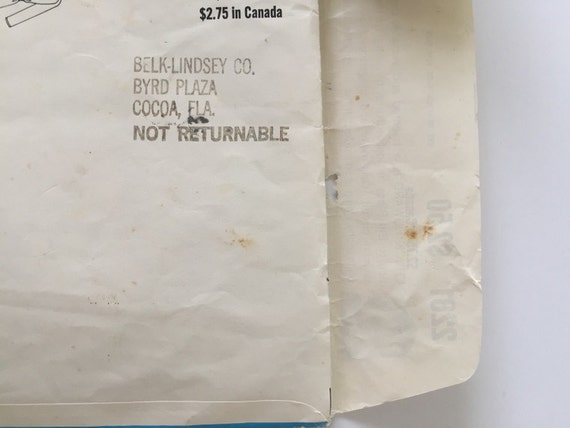 $2.75 in Canada
BELK-LINDSEY CO.
BYRD PLAZA
COCOA, FLA.
NOT RETURNABLE